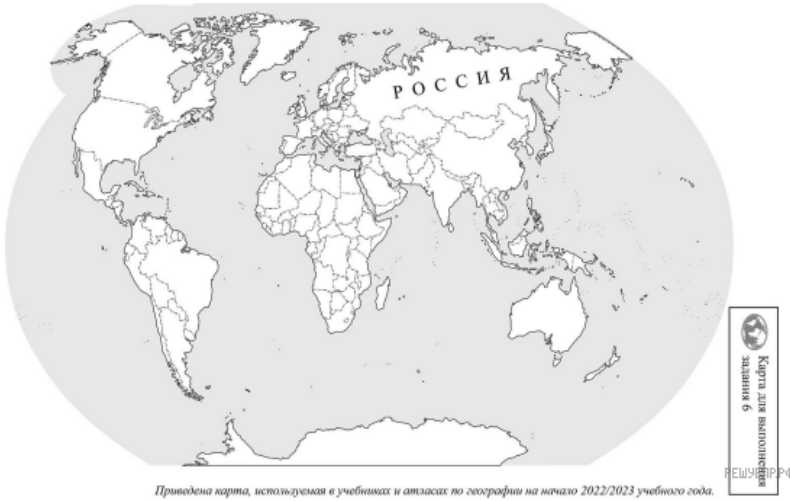 РОССИЯ
Карта для выполнения
задания 6
РЕШУВПР.РФ
Приведена карта, используемая в учебниках и атласах по географии на начало 2022/2023 учебного года.